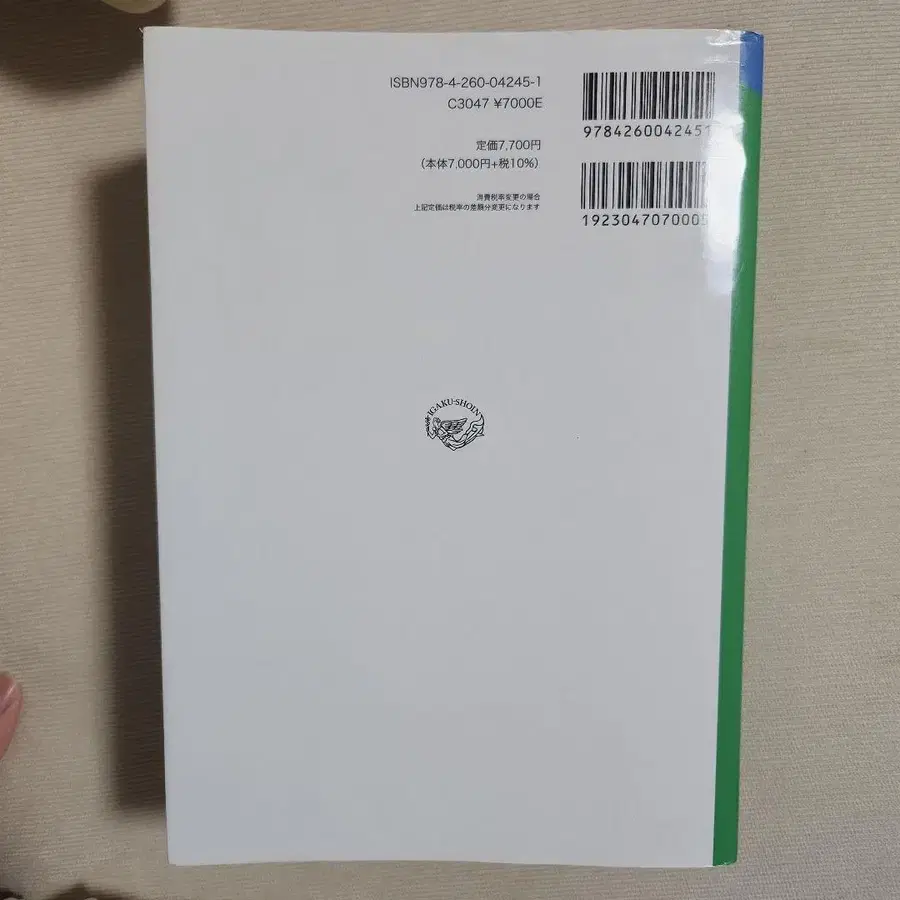 ISBN978-4-260-04245-1
C3047 ¥7000E
9784260042451
定価7,700円
(本体7,000円+税10%)
1923047070005
消費税率変更の場合
上記定価は税率の差額分変更になります
IGAKU-SHOIN